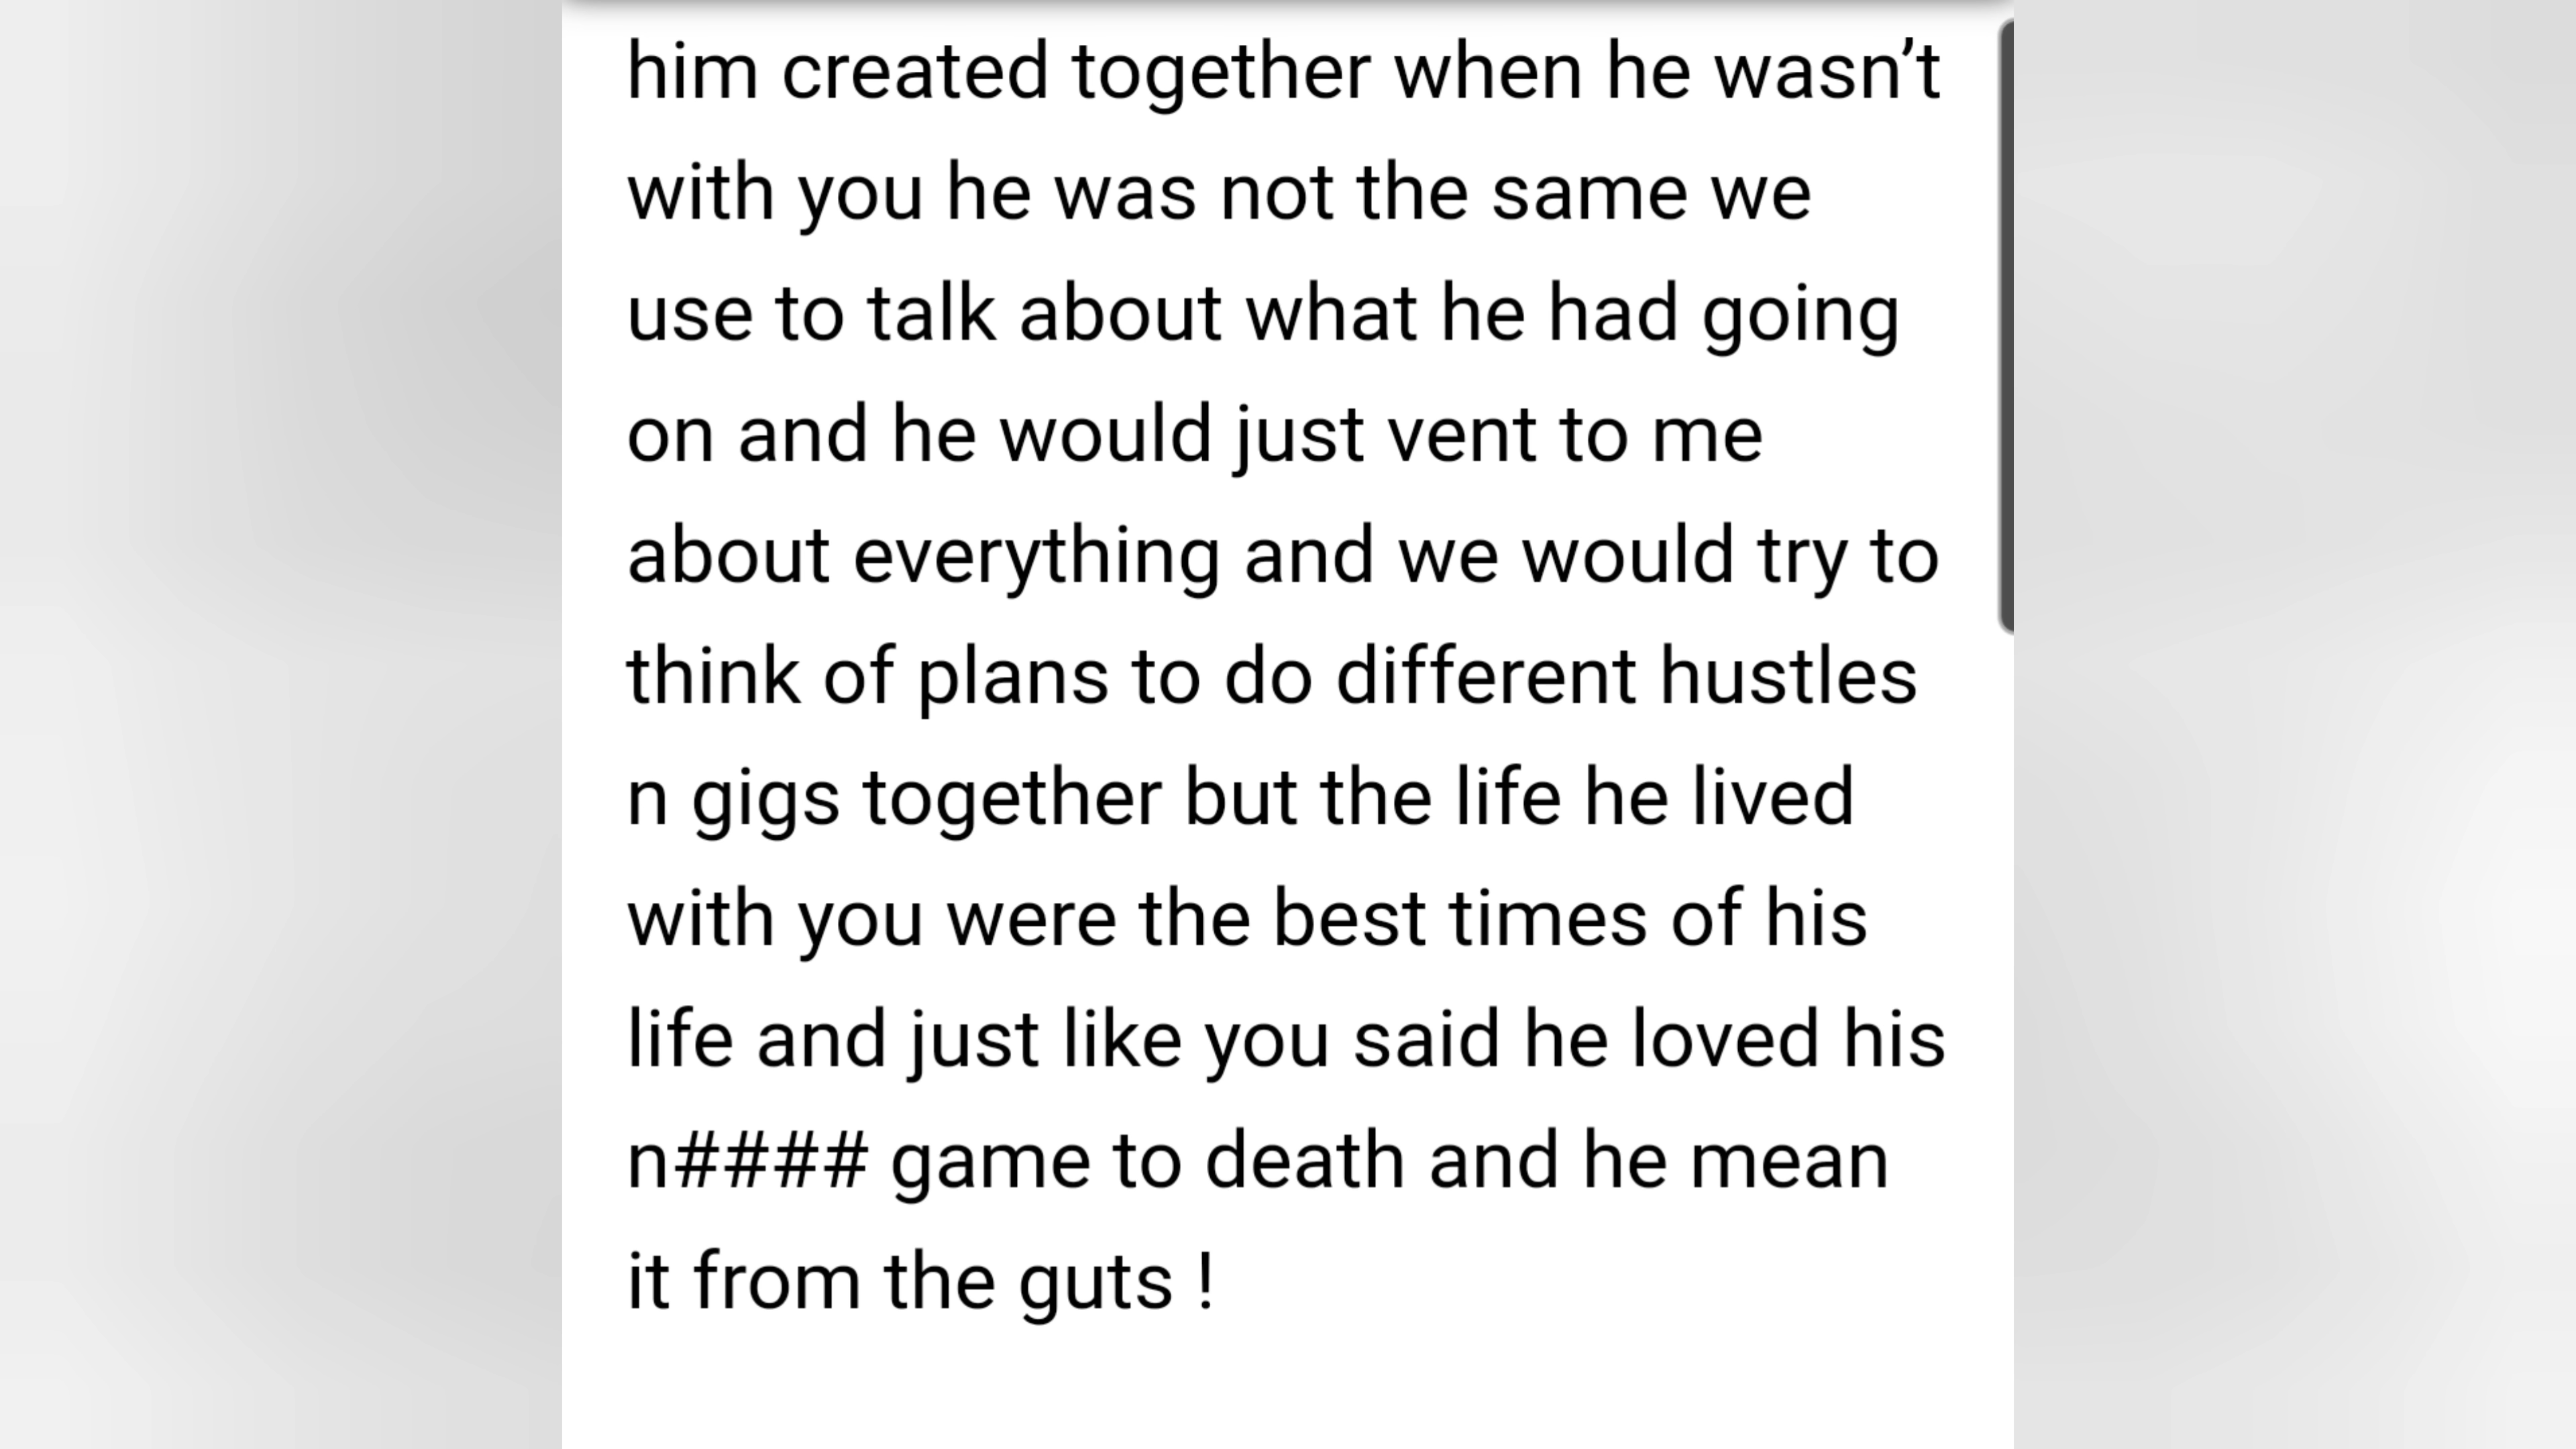 him created together when he wasn’t
with you he was not the same we
use to talk about what he had going
on and he would just vent to me
about everything and we would try to
think of plans to do different hustles
n gigs together but the life he lived
with you were the best times of his
life and just like you said he loved his
n#### game to death and he mean
it from the guts !